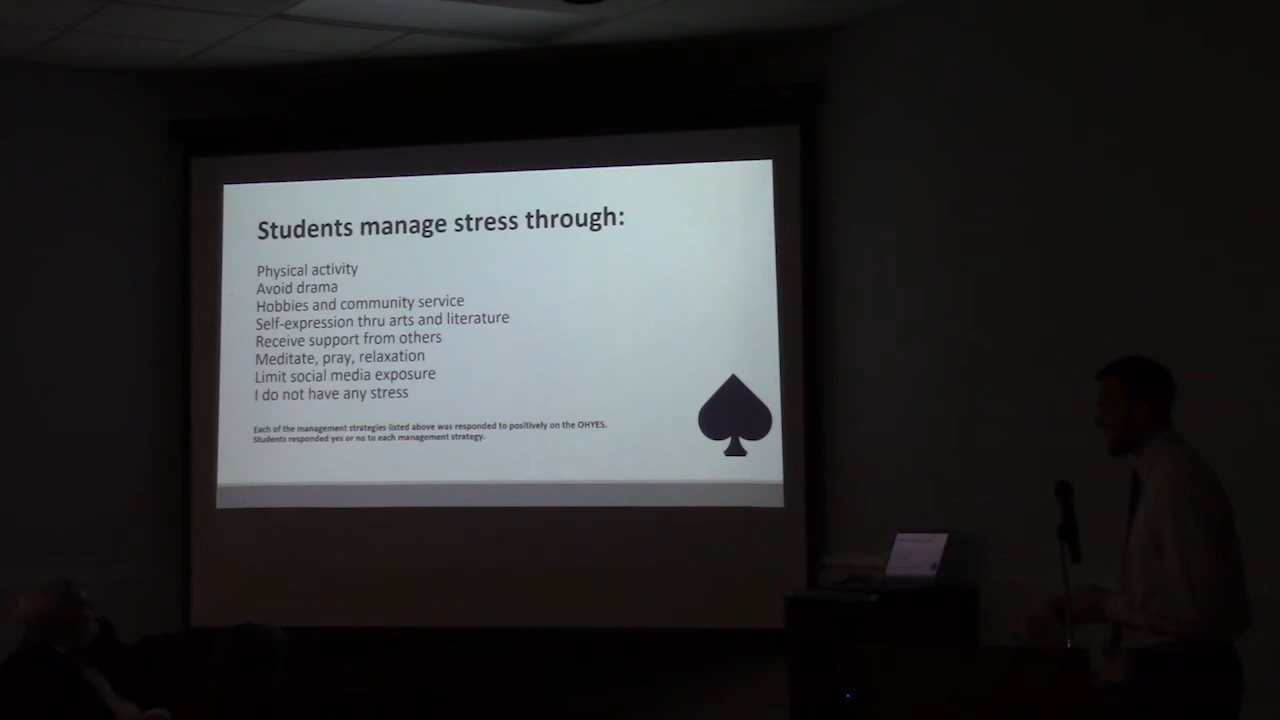 Students manage stress through:
Physical activity
Avoid drama
Hobbies and community service
Self-expression thru arts and literature
Receive support from others
Meditate, pray, relaxation
Limit social media exposure
I do not have any stress
Each of the management strategies listed above was responded to positively on the OHYES.
Students responded yes or no to each management strategy.